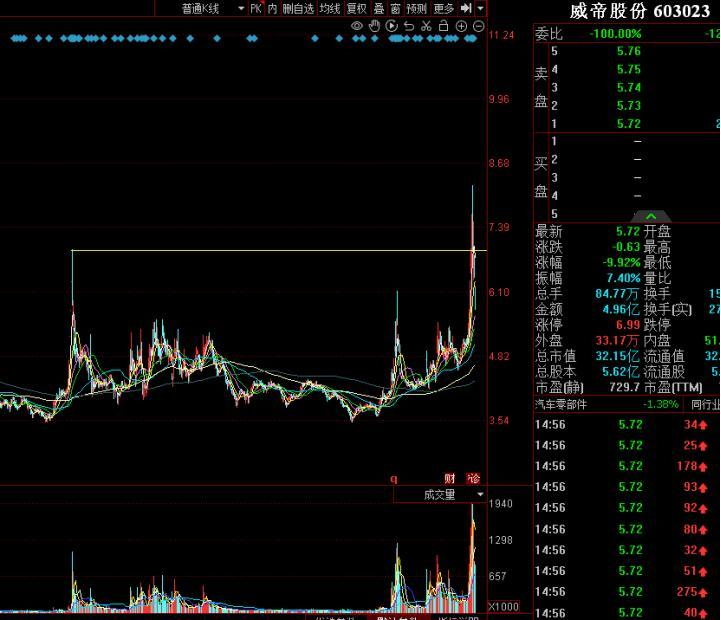 普通K线 PK 内 删自选 均线 复权 叠 窗 预测 更多
威帝股份 603023
11.24
9.96
8.68
7.39
6.10
4.82
3.54
q 财 诊
成交量
1940
1298
657
X1000
委比 -100.00%
卖盘
5 5.76
4 5.75
3 5.74
2 5.73
1 5.72
买盘
1 —
2 —
3 —
4 —
5
最新 5.72 开盘
涨跌 -0.63 最高
涨幅 -9.92% 最低
振幅 7.40% 量比
总手 84.77万 换手 15
金额 4.96亿 换手(实) 27
涨停 6.99 跌停
外盘 33.17万 内盘 51.
总市值 32.15亿 流通值 32.
总股本 5.62亿 流通股 5.
市盈(静) 729.7 市盈(TTM)
汽车零部件 -1.38% 同行业
14:56 5.72 34
14:56 5.72 25
14:56 5.72 178
14:56 5.72 93
14:56 5.72 92
14:56 5.72 80
14:56 5.72 32
14:56 5.72 51
14:56 5.72 275
14:56 5.72 40